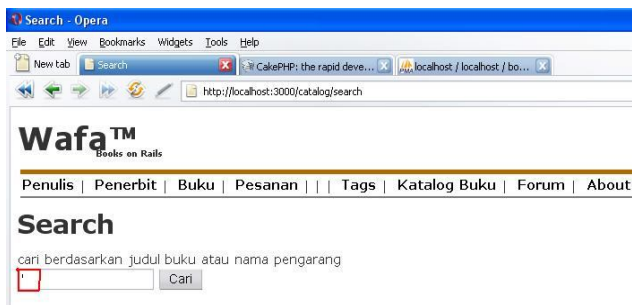 Search - Opera
File Edit View Bookmarks Widgets Tools Help
New tab Search CakePHP: the rapid deve... localhost / localhost / bo...
http://localhost:3000/catalog/search
Wafa™
Books on Rails
Penulis | Penerbit | Buku | Pesanan | | | Tags | Katalog Buku | Forum | About
Search
cari berdasarkan judul buku atau nama pengarang
' Cari